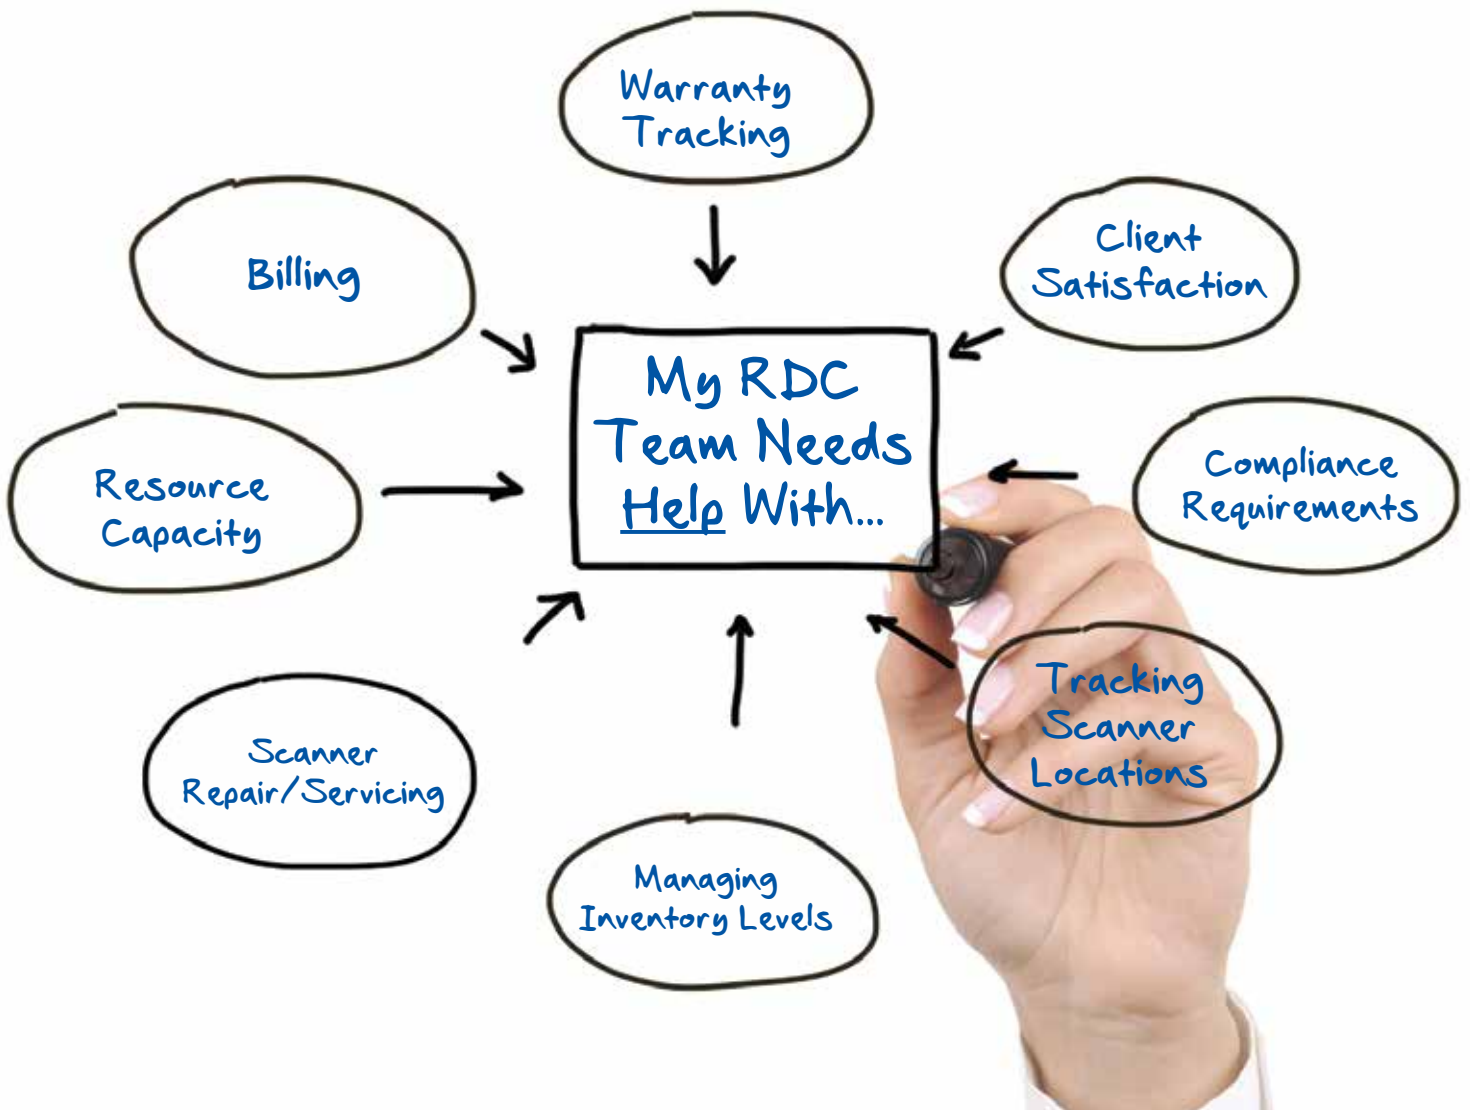 Warranty
Tracking
Client
Satisfaction
Billing
My RDC
Team Needs
Help With...
Compliance
Requirements
Resource
Capacity
Tracking
Scanner
Locations
Scanner
Repair/Servicing
Managing
Inventory Levels